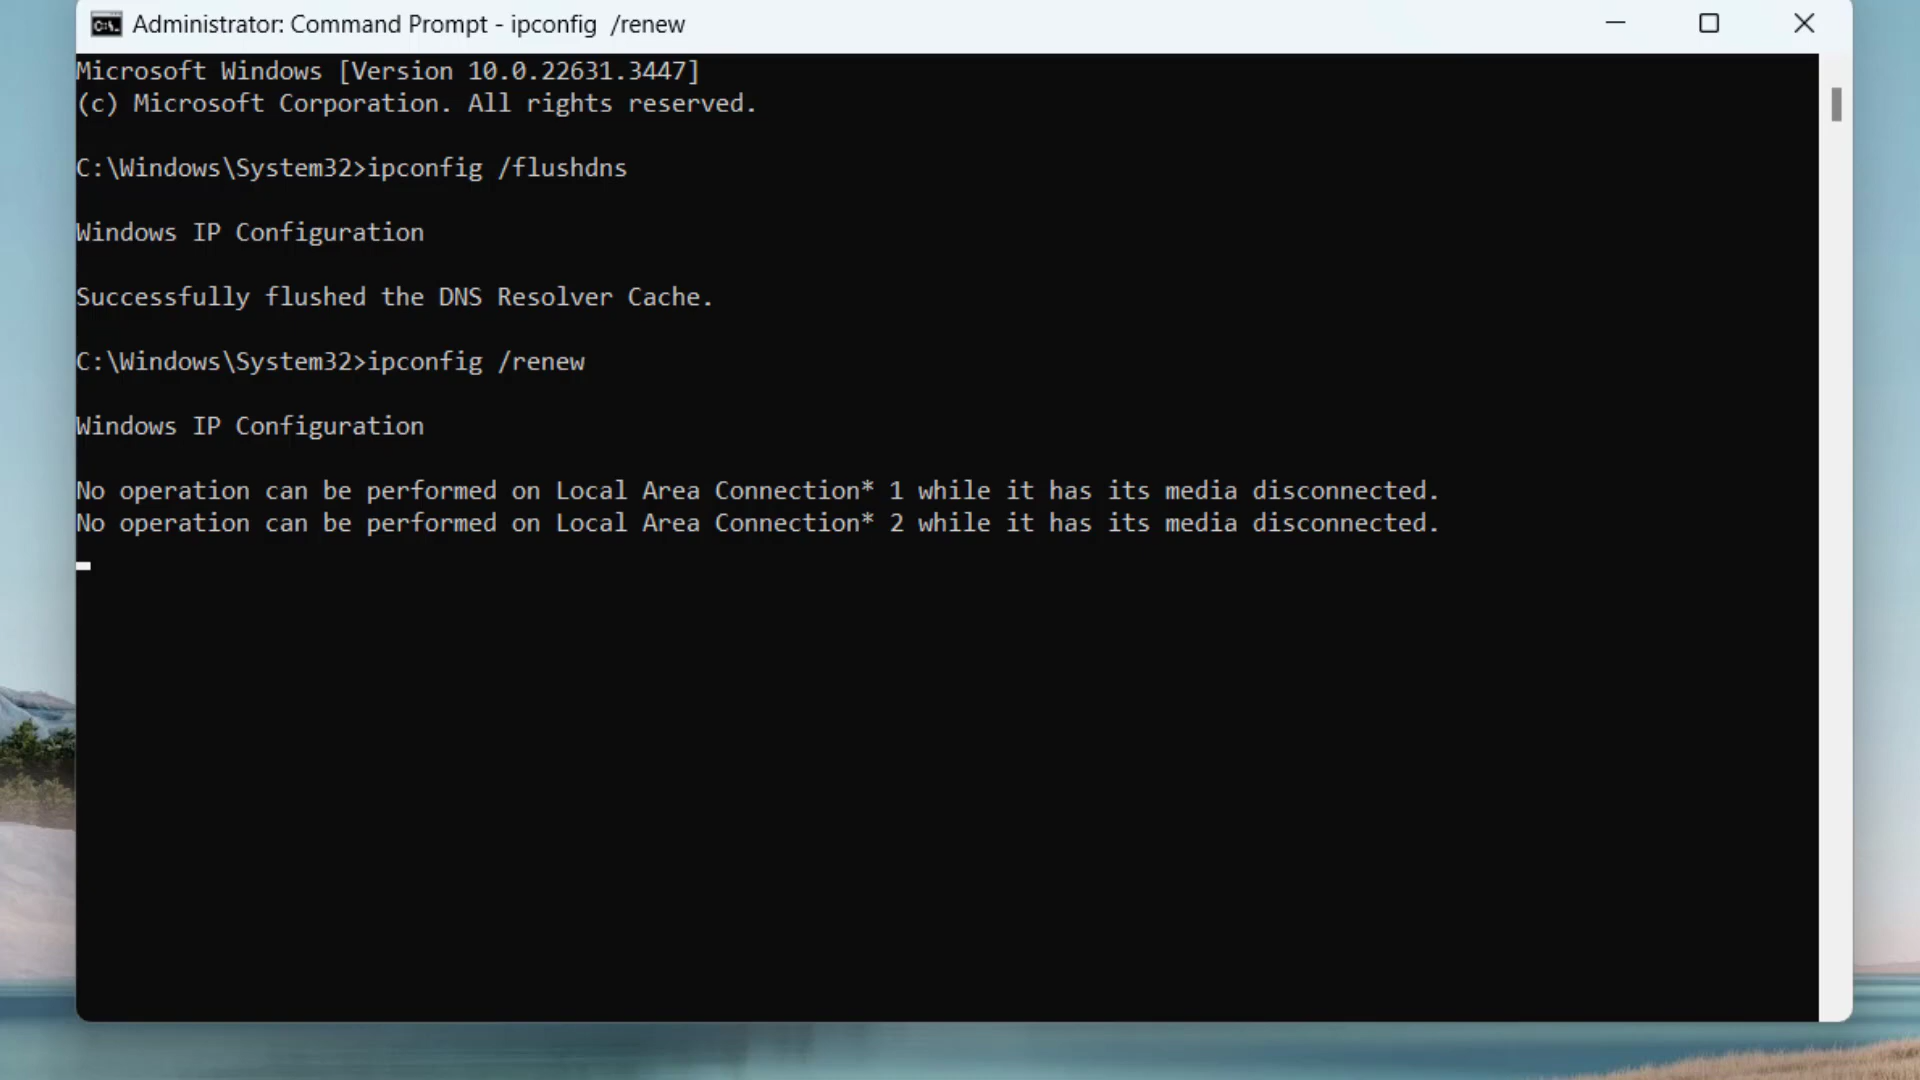 Administrator: Command Prompt - ipconfig  /renew
Microsoft Windows [Version 10.0.22631.3447]
(c) Microsoft Corporation. All rights reserved.
C:\Windows\System32>ipconfig /flushdns
Windows IP Configuration
Successfully flushed the DNS Resolver Cache.
C:\Windows\System32>ipconfig /renew
Windows IP Configuration
No operation can be performed on Local Area Connection* 1 while it has its media disconnected.
No operation can be performed on Local Area Connection* 2 while it has its media disconnected.